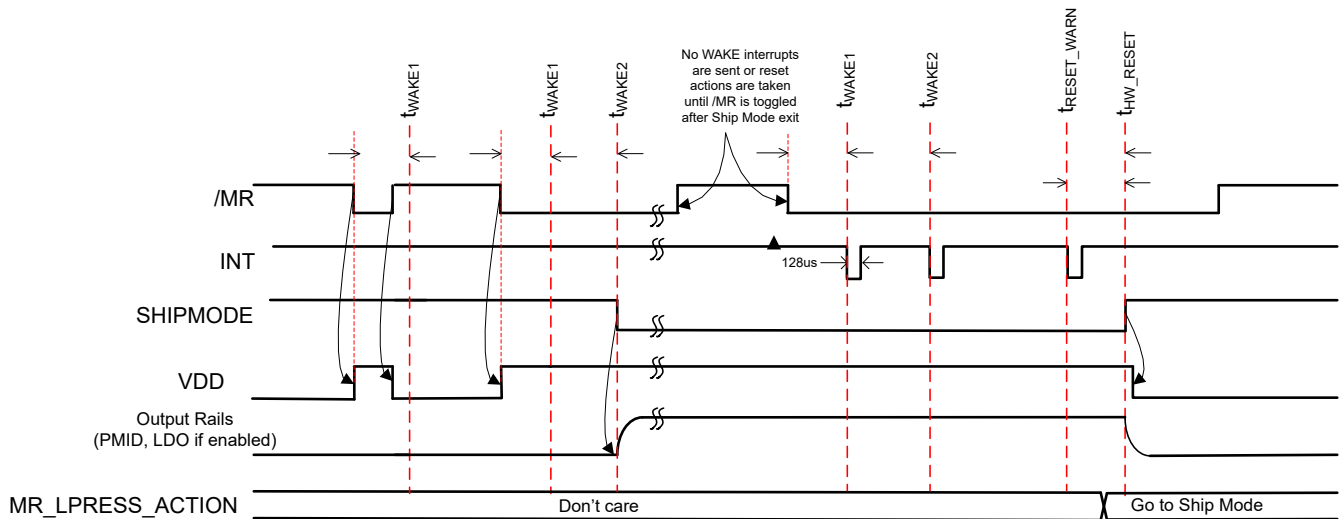 tWAKE1
tWAKE1
tWAKE2
No WAKE interrupts
are sent or reset
actions are taken
until /MR is toggled
after Ship Mode exit
tWAKE1
tWAKE2
tRESET_WARN
tHW_RESET
/MR
INT
128us
SHIPMODE
VDD
Output Rails
(PMID, LDO if enabled)
MR_LPRESS_ACTION
Don't care
Go to Ship Mode